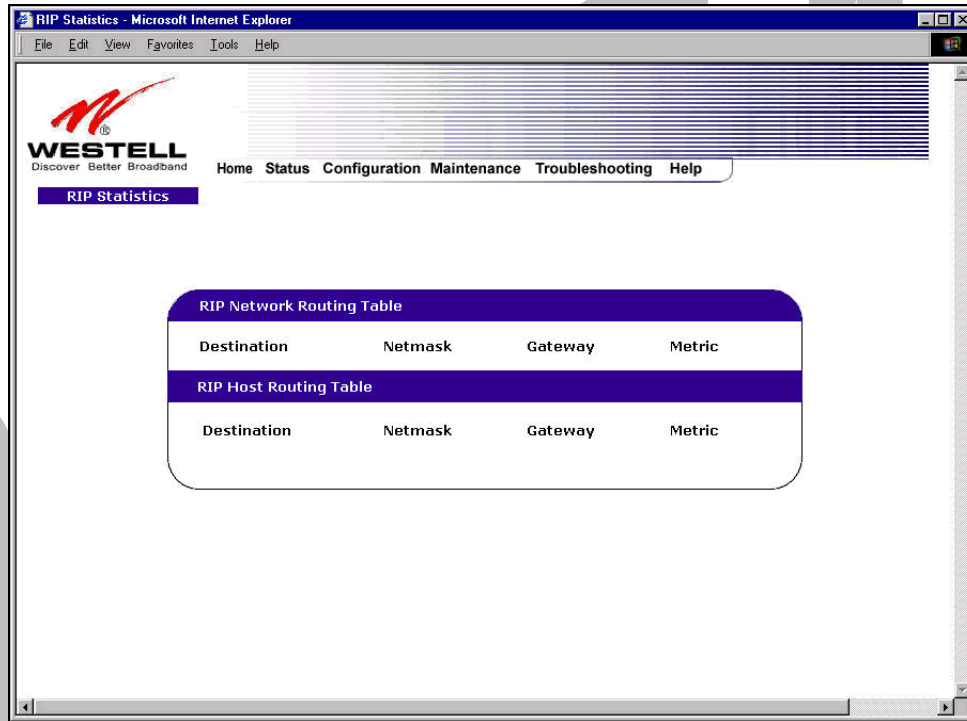 RIP Statistics - Microsoft Internet Explorer
File Edit View Favorites Tools Help
®
WESTELL
Discover Better Broadband
Home Status Configuration Maintenance Troubleshooting Help
RIP Statistics
RIP Network Routing Table
Destination Netmask Gateway Metric
RIP Host Routing Table
Destination Netmask Gateway Metric